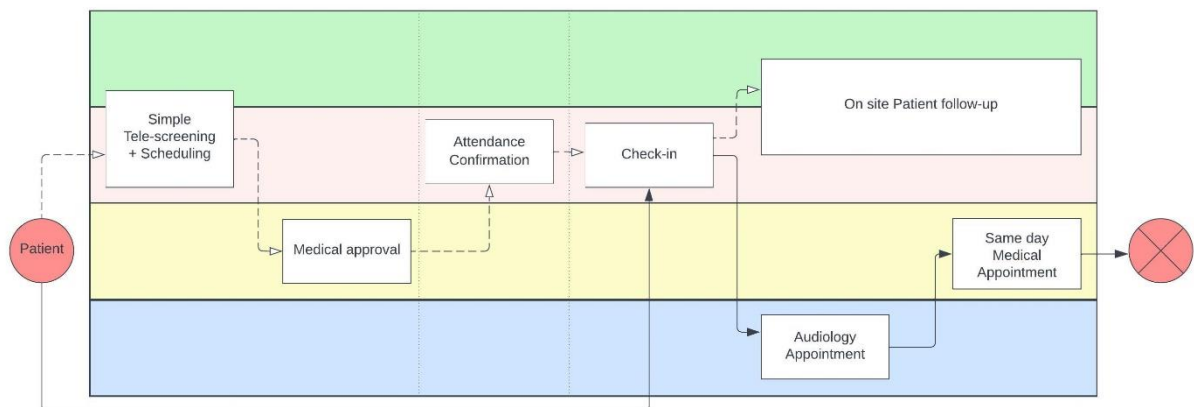 Simple
Tele-screening
+ Scheduling
Attendance
Confirmation
Check-in
On site Patient follow-up
Patient
Medical approval
Same day
Medical
Appointment
Audiology
Appointment